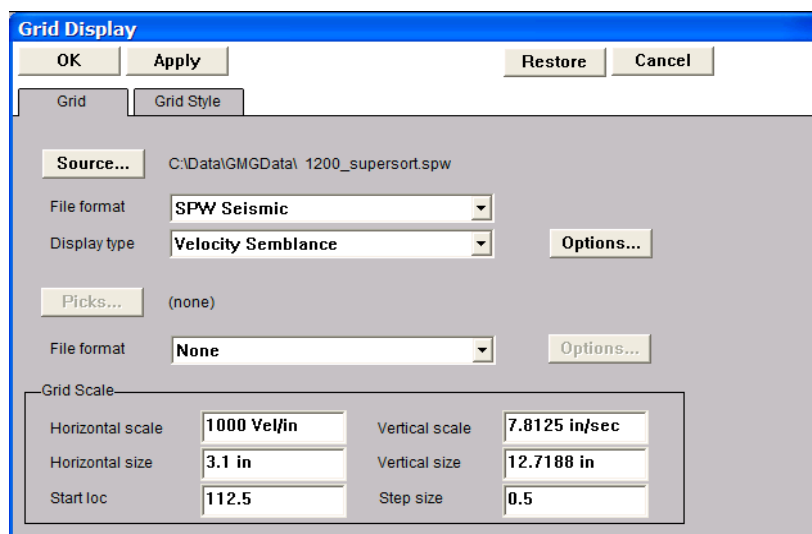 Grid Display
OK Apply Restore Cancel
Grid Grid Style
Source... C:\Data\GMGData\ 1200_supersort.spw
File format SPW Seismic
Display type Velocity Semblance Options...
Picks... (none)
File format None Options...
Grid Scale
Horizontal scale 1000 Vel/in Vertical scale 7.8125 in/sec
Horizontal size 3.1 in Vertical size 12.7188 in
Start loc 112.5 Step size 0.5